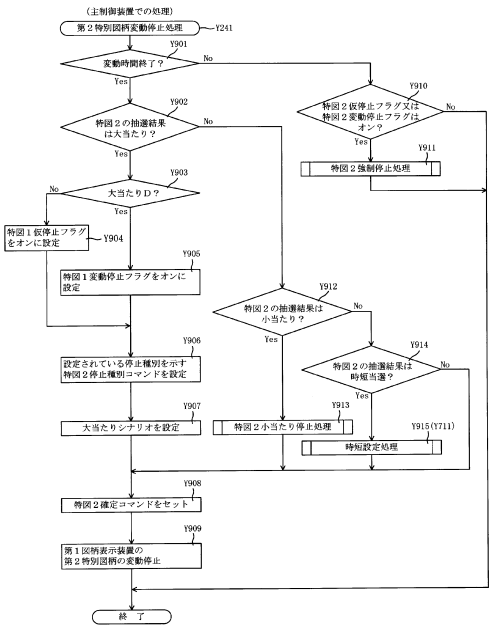 (主制御装置での処理)
第2特別図柄変動停止処理
Y241
Y901
変動時間終了?
No
Yes
Y910
特図2仮停止フラグ又は
特図2変動停止フラグは
オン?
No
Yes
Y911
特図2強制停止処理
Y902
特図2の抽選結果
は大当たり?
No
Yes
Y903
大当たりD?
No
Yes
特図1仮停止フラグ
をオンに設定
Y904
Y905
特図1変動停止フラグをオンに
設定
Y906
設定されている停止種別を示す
特図2停止種別コマンドを設定
Y907
大当たりシナリオを設定
Y912
特図2の抽選結果は
小当たり?
No
Yes
Y914
特図2の抽選結果は
時短当選?
No
Yes
Y913
特図2小当たり停止処理
Y915(Y711)
時短設定処理
Y908
特図2確定コマンドをセット
Y909
第1図柄表示装置の
第2特別図柄の変動停止
終 了